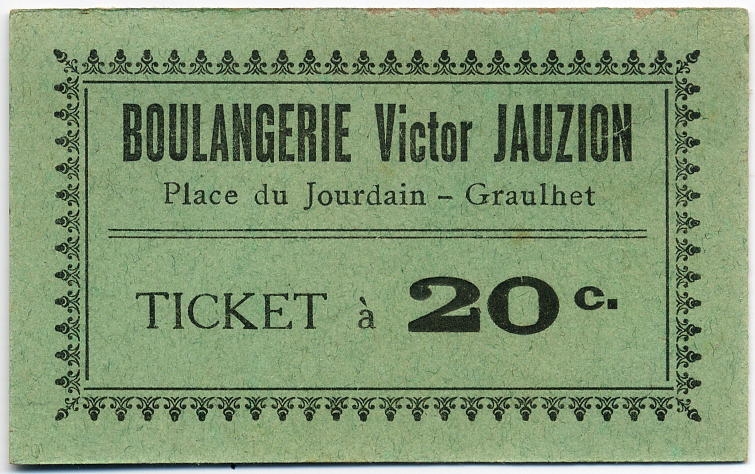 BOULANGERIE Victor JAUZION
Place du Jourdain – Graulhet
TICKET à 20 c.